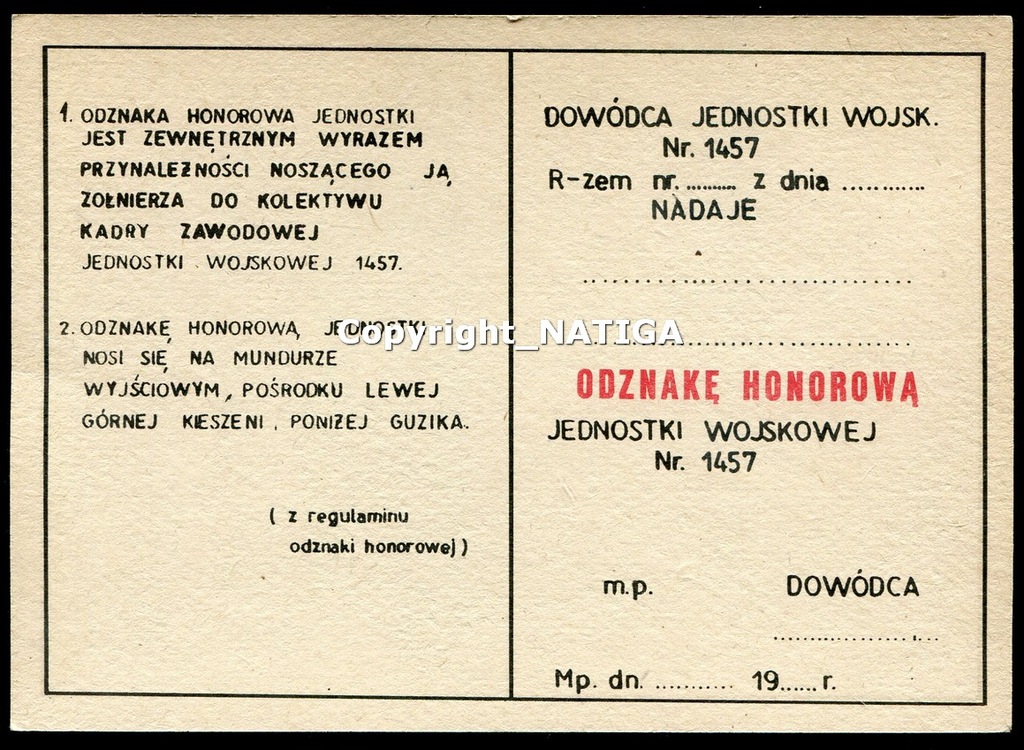 1. ODZNAKA HONOROWA JEDNOSTKI
JEST ZEWNĘTRZNYM WYRAZEM
PRZYNALEŻNOŚCI NOSZĄCEGO JĄ
ŻOŁNIERZA DO KOLEKTYWU
KADRY ZAWODOWEJ
JEDNOSTKI WOJSKOWEJ 1457.
2. ODZNAKĘ HONOROWĄ JEDNOSTKI
NOSI SIĘ NA MUNDURZE
WYJŚCIOWYM, POŚRODKU LEWEJ
GÓRNEJ KIESZENI, PONIŻEJ GUZIKA.
( z regulaminu
odznaki honorowej)
DOWÓDCA JEDNOSTKI WOJSK.
Nr. 1457
R-zem nr. .......... z dnia ............
NADAJE
ODZNAKĘ HONOROWĄ
JEDNOSTKI WOJSKOWEJ
Nr. 1457
m.p. DOWÓDCA
Mp. dn. ............ 19...... r.
Copyright_NATIGA